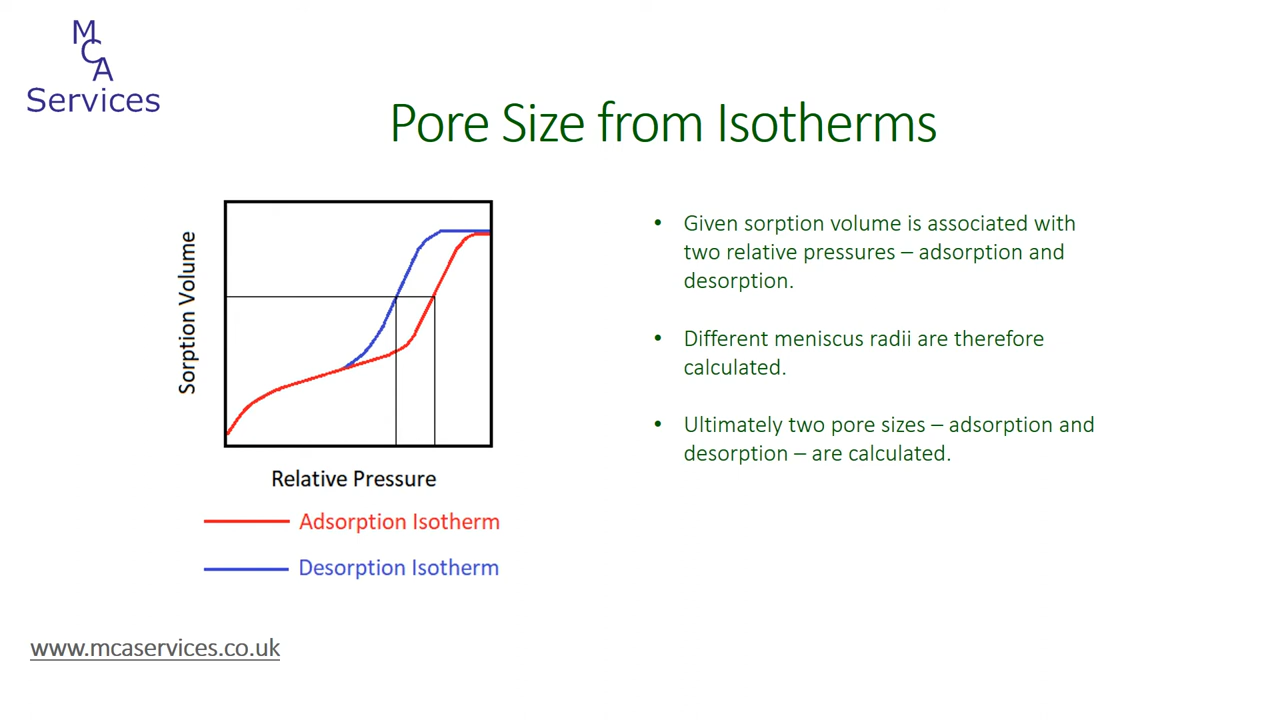 M
C
A
Services
Pore Size from Isotherms
Sorption Volume
Relative Pressure
Adsorption Isotherm
Desorption Isotherm
• Given sorption volume is associated with
two relative pressures – adsorption and
desorption.
• Different meniscus radii are therefore
calculated.
• Ultimately two pore sizes – adsorption and
desorption – are calculated.
www.mcaservices.co.uk